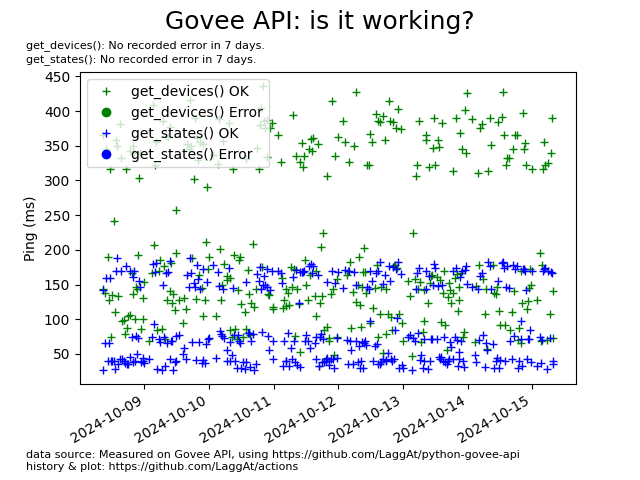 Govee API: is it working?
get_devices(): No recorded error in 7 days.
get_states(): No recorded error in 7 days.
450
400
350
300
250
200
150
100
50
Ping (ms)
get_devices() OK
get_devices() Error
get_states() OK
get_states() Error
2024-10-09
2024-10-10
2024-10-11
2024-10-12
2024-10-13
2024-10-14
2024-10-15
data source: Measured on Govee API, using https://github.com/LaggAt/python-govee-api
history & plot: https://github.com/LaggAt/actions